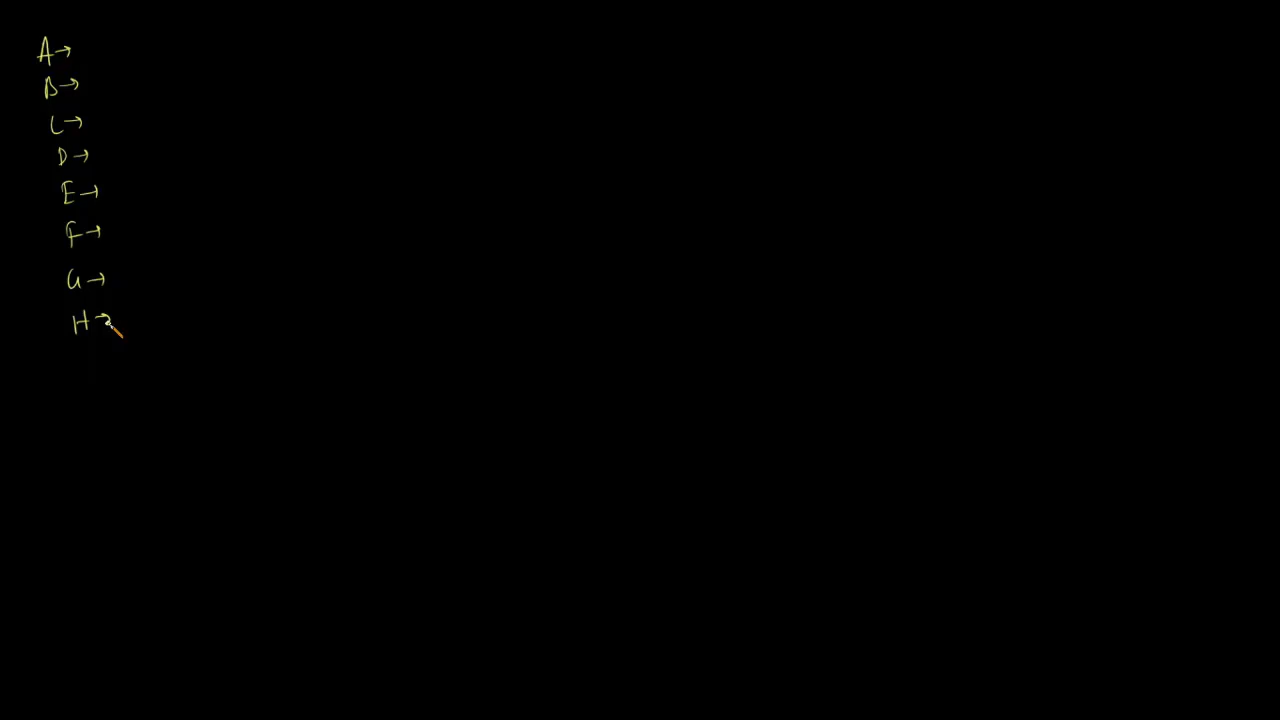 A →
B →
C →
D →
E →
F →
G →
H →